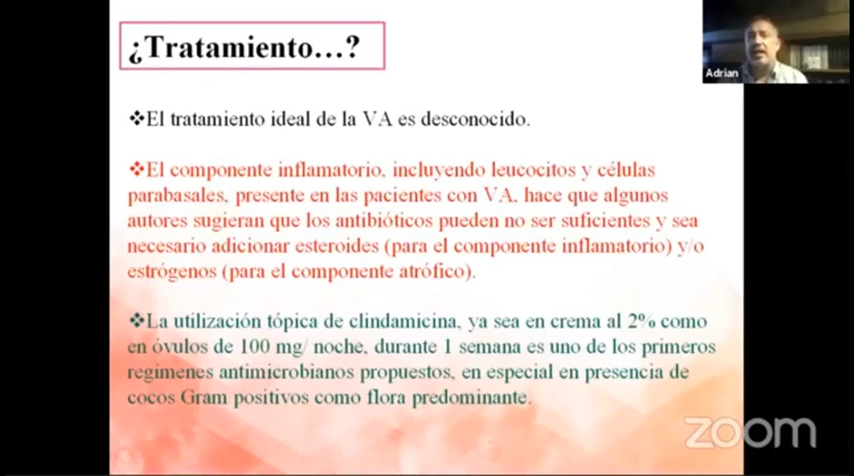 ¿Tratamiento…?
Adrian
❖El tratamiento ideal de la VA es desconocido.
❖El componente inflamatorio, incluyendo leucocitos y células
parabasales, presente en las pacientes con VA, hace que algunos
autores sugieran que los antibióticos pueden no ser suficientes y sea
necesario adicionar esteroides (para el componente inflamatorio) y/o
estrógenos (para el componente atrófico).
❖La utilización tópica de clindamicina, ya sea en crema al 2% como
en óvulos de 100 mg/ noche, durante 1 semana es uno de los primeros
regímenes antimicrobianos propuestos, en especial en presencia de
cocos Gram positivos como flora predominante.
zoom